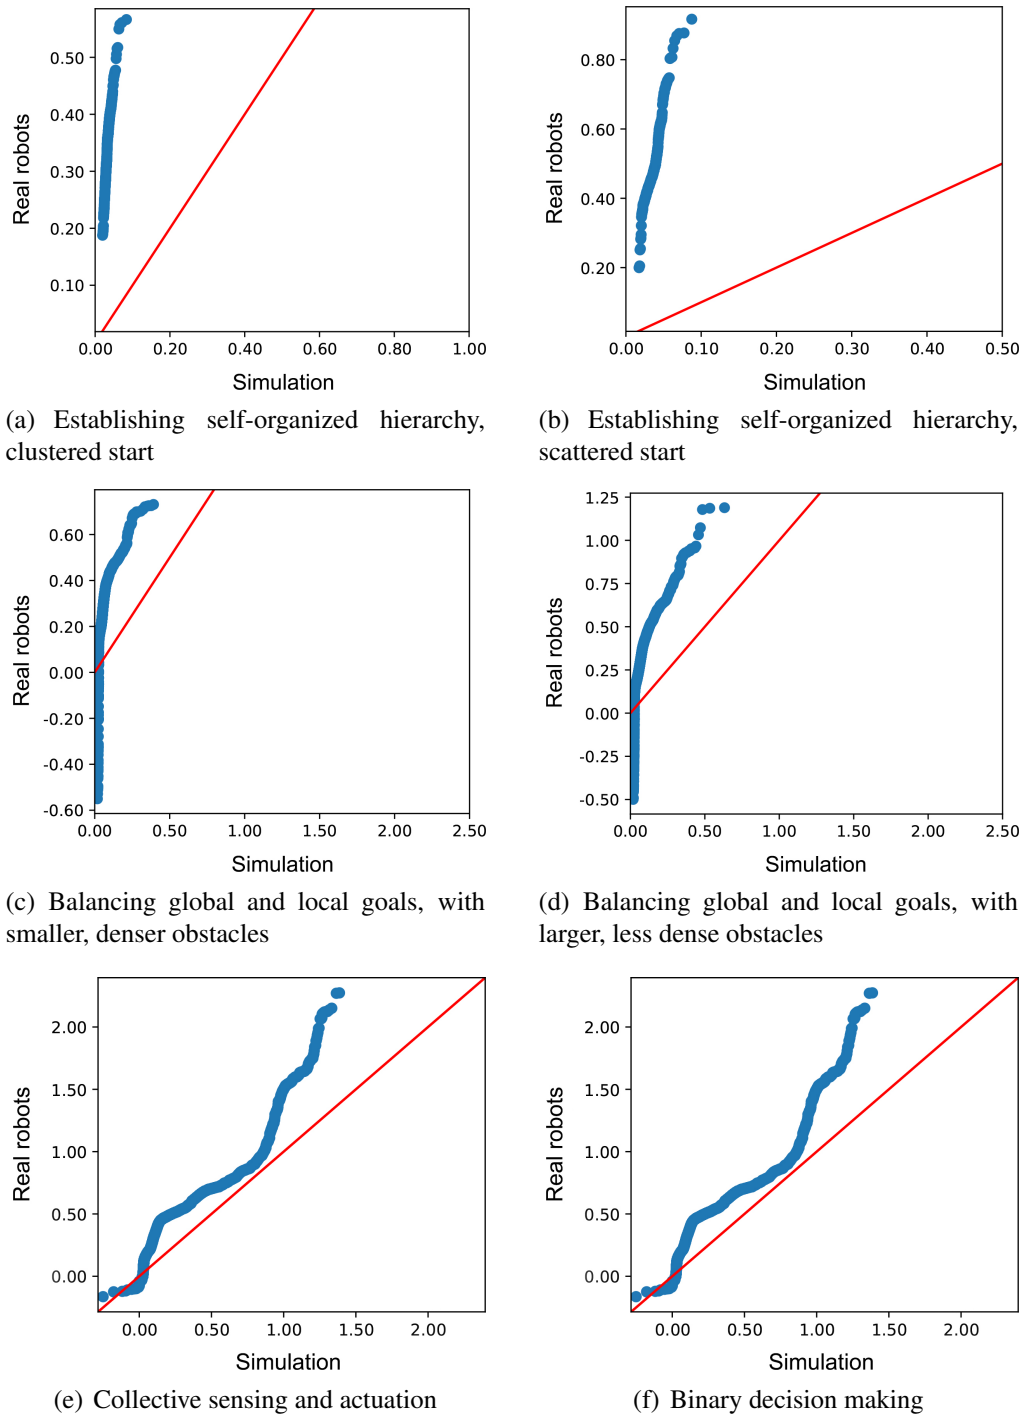 0.50
0.40
0.30
0.20
0.10
Real robots
0.00 0.20 0.40 0.60 0.80 1.00
Simulation
(a) Establishing self-organized hierarchy,
clustered start
0.80
0.60
0.40
0.20
Real robots
0.00 0.10 0.20 0.30 0.40 0.50
Simulation
(b) Establishing self-organized hierarchy,
scattered start
0.60
0.40
0.20
0.00
-0.20
-0.40
-0.60
Real robots
0.00 0.50 1.00 1.50 2.00 2.50
Simulation
(c) Balancing global and local goals, with
smaller, denser obstacles
1.25
1.00
0.75
0.50
0.25
0.00
-0.25
-0.50
Real robots
0.00 0.50 1.00 1.50 2.00 2.50
Simulation
(d) Balancing global and local goals, with
larger, less dense obstacles
2.00
1.50
1.00
0.50
0.00
Real robots
0.00 0.50 1.00 1.50 2.00
Simulation
(e) Collective sensing and actuation
2.00
1.50
1.00
0.50
0.00
Real robots
0.00 0.50 1.00 1.50 2.00
Simulation
(f) Binary decision making